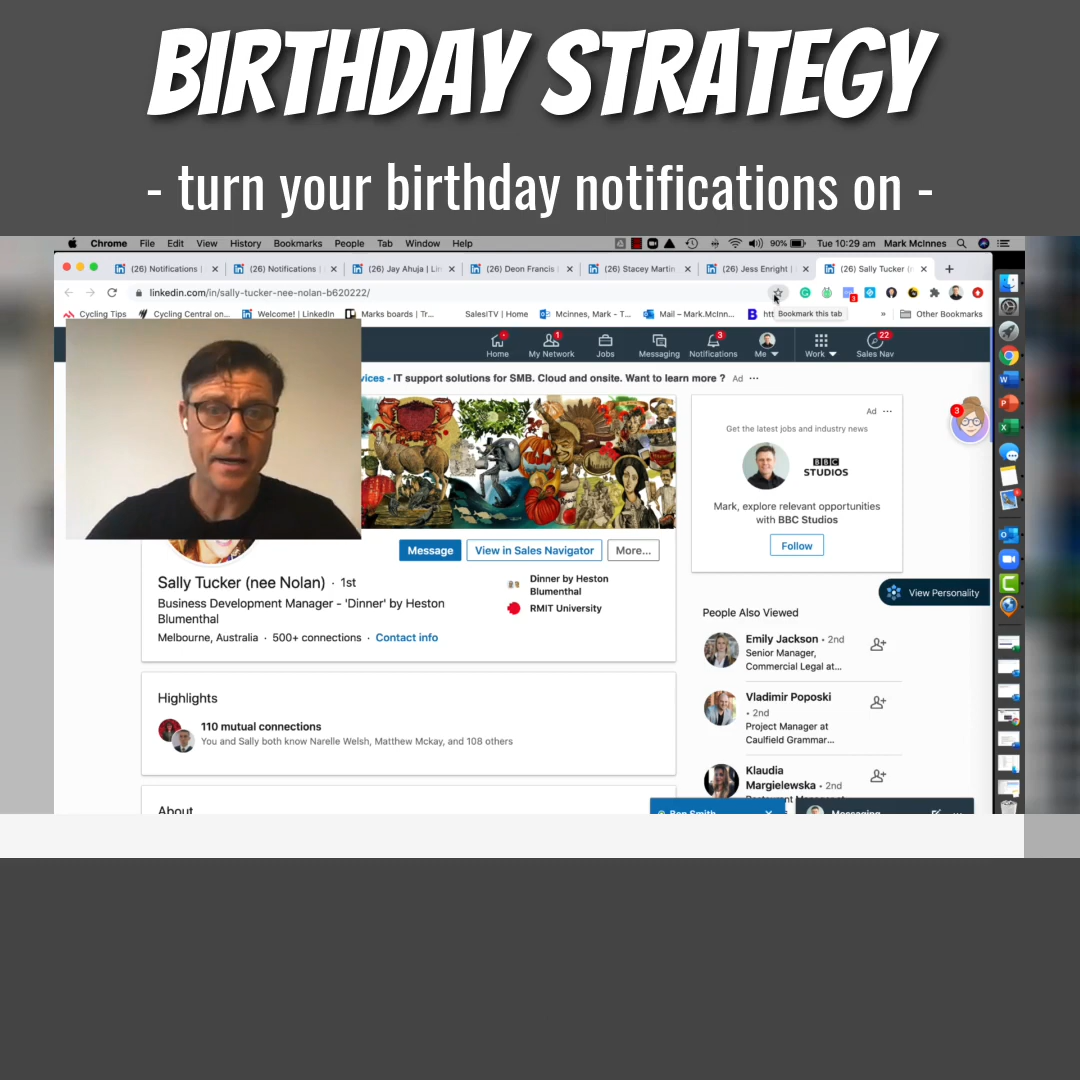 BIRTHDAY STRATEGY
- turn your birthday notifications on -
Chrome File Edit View History Bookmarks People Tab Window Help 90% Tue 10:29 am Mark McInnes
(26) Notifications | (26) Notifications | (26) Jay Ahuja | Lin (26) Deon Francis | (26) Stacey Martin (26) Jess Enright | (26) Sally Tucker (n
linkedin.com/in/sally-tucker-nee-nolan-b620222/
3
Cycling Tips Cycling Central on... Welcome! | LinkedIn Marks boards | Tr... SalesITV | Home Mcinnes, Mark - T... Mail – Mark.McInn... Bookmark this tab » Other Bookmarks
1 3 22
Home My Network Jobs Messaging Notifications Me Work Sales Nav
vices - IT support solutions for SMB. Cloud and onsite. Want to learn more ? Ad ···
Message View in Sales Navigator More...
Sally Tucker (nee Nolan) · 1st
Business Development Manager - 'Dinner' by Heston
Blumenthal
Melbourne, Australia · 500+ connections · Contact info
Dinner by Heston
Blumenthal
RMIT University
Highlights
110 mutual connections
You and Sally both know Narelle Welsh, Matthew Mckay, and 108 others
About
Ad ···
Get the latest jobs and industry news
BBC
STUDIOS
Mark, explore relevant opportunities
with BBC Studios
Follow
3
View Personality
People Also Viewed
Emily Jackson • 2nd
Senior Manager,
Commercial Legal at...
Vladimir Poposki
• 2nd
Project Manager at
Caulfield Grammar...
Klaudia
Margielewska • 2nd
Ben Smith
Messaging